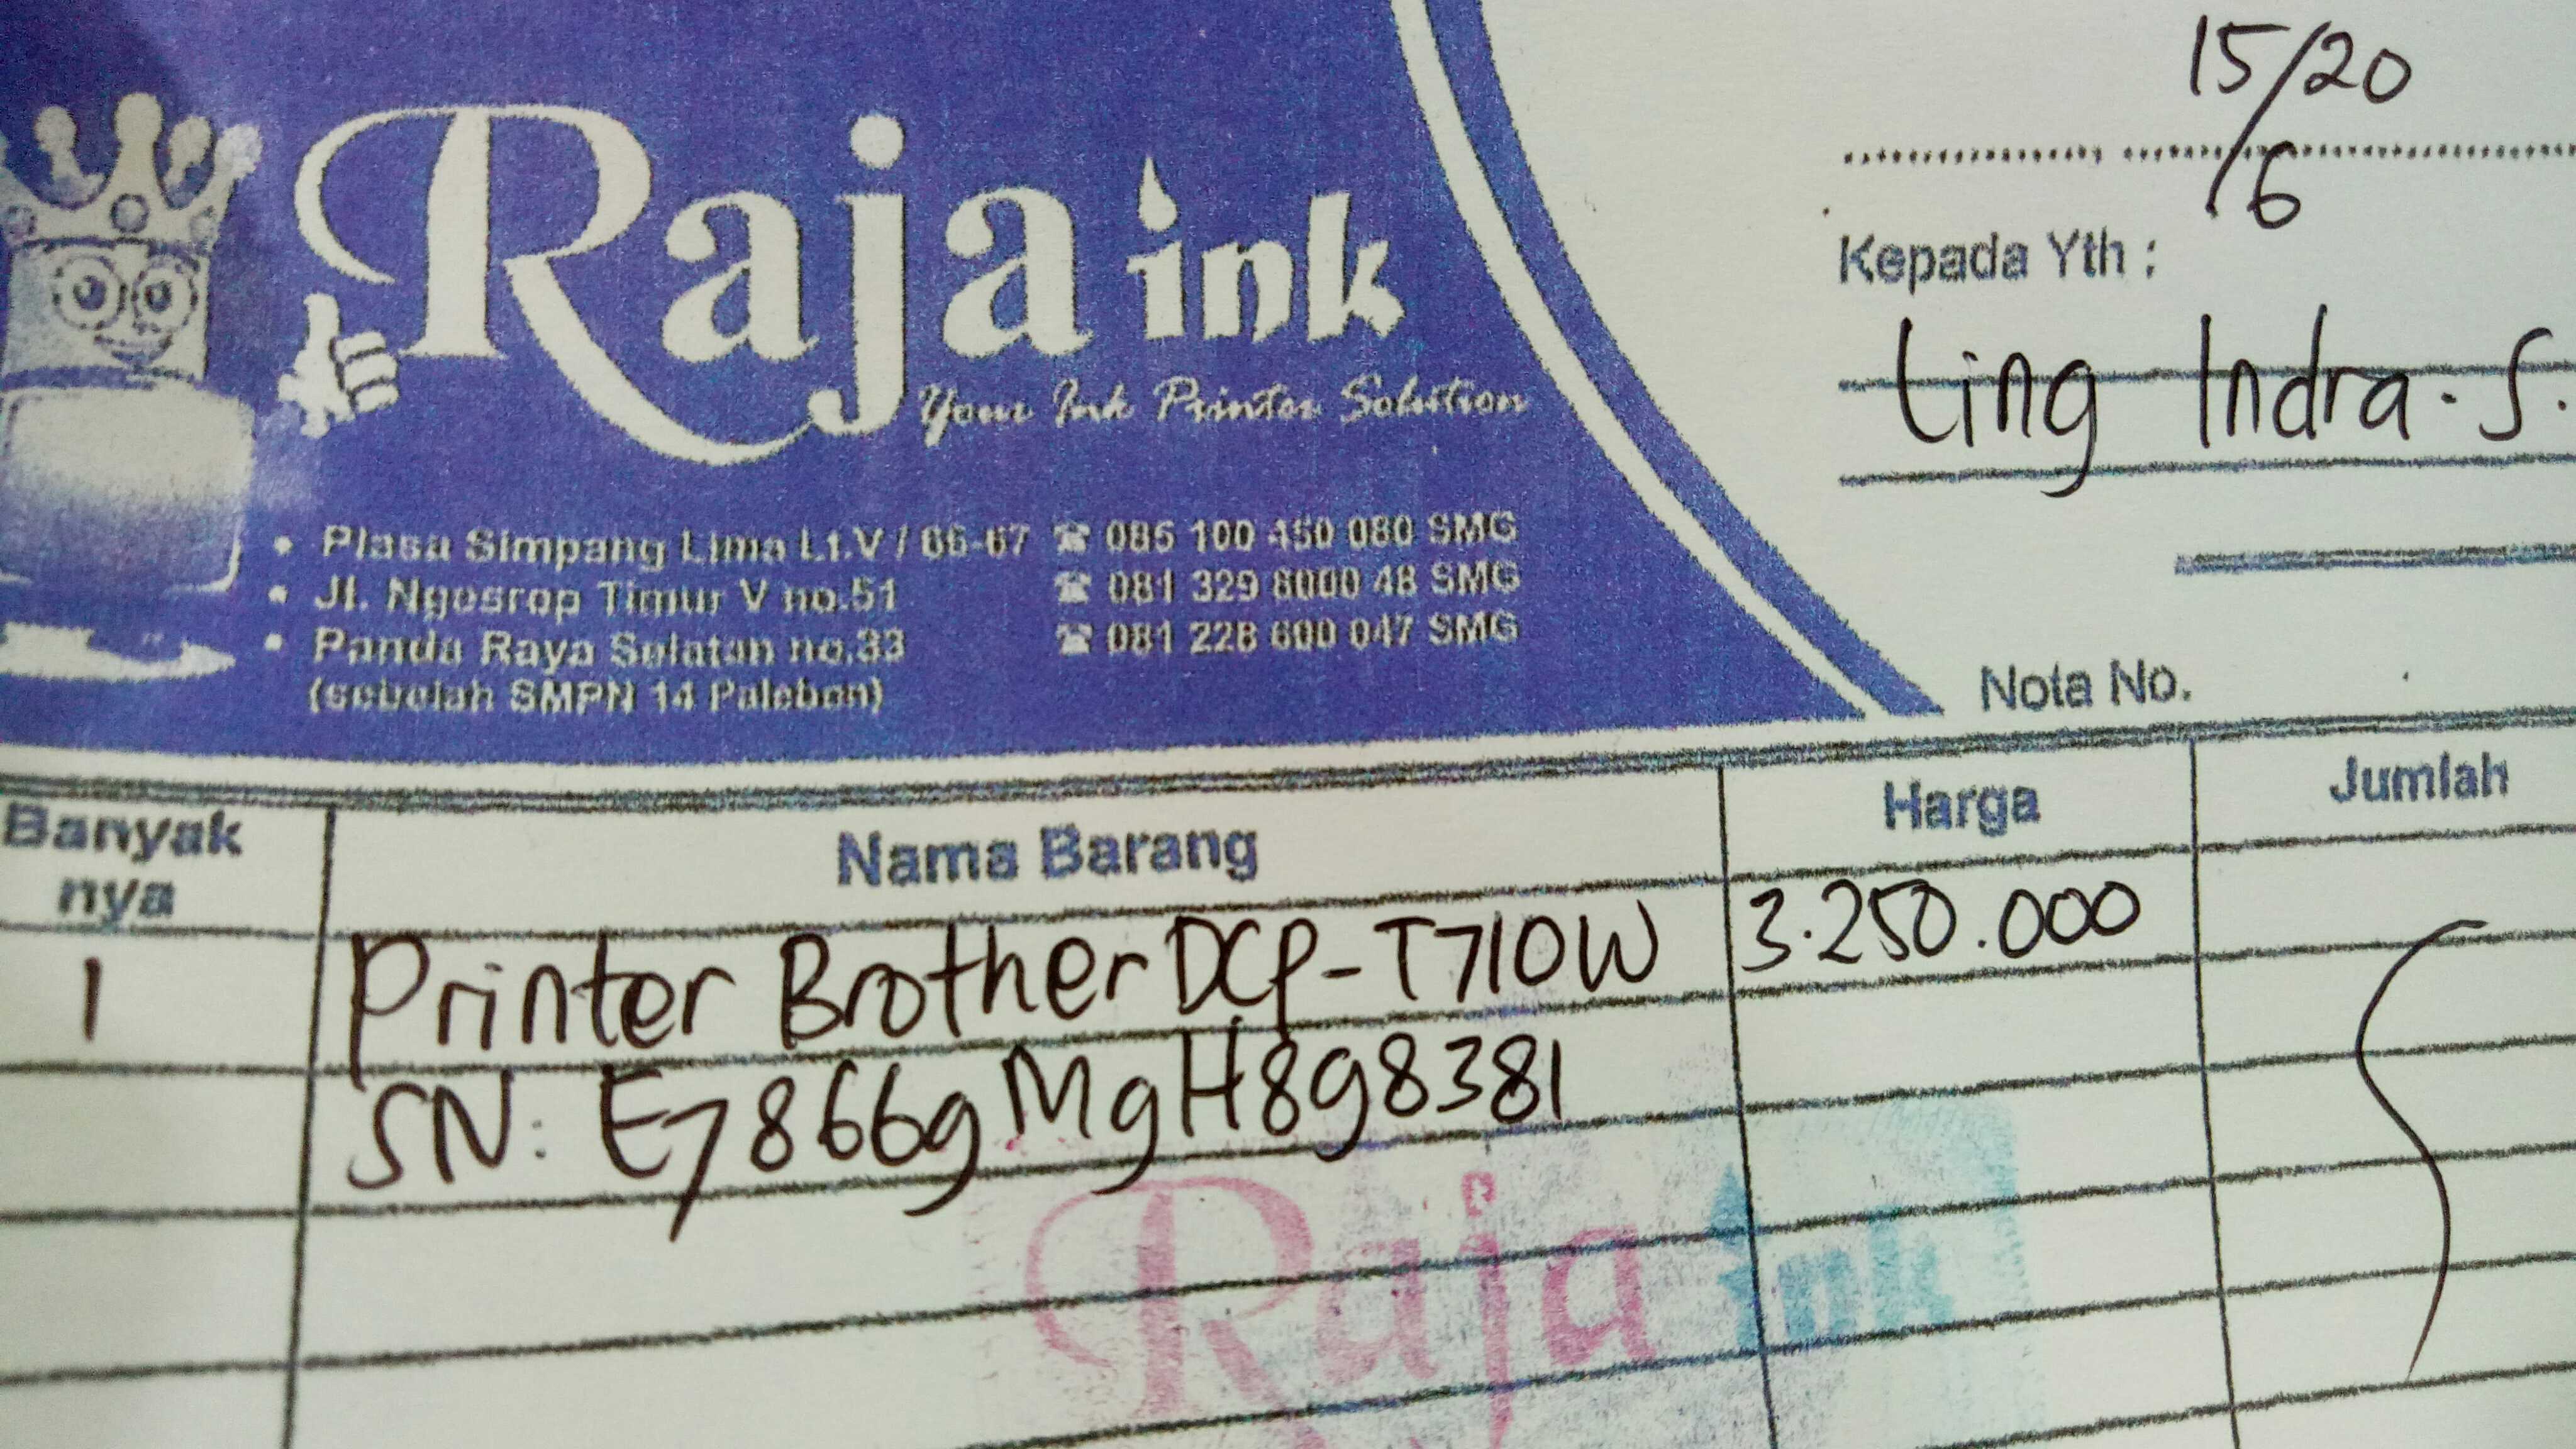 Raja ink
Your Ink Printer Solution
• Plasa Simpang Lima Lt.V / 66-67 ☎ 085 100 450 080 SMG
• Jl. Ngesrep Timur V no.51 ☎ 081 329 8000 48 SMG
• Panda Raya Selatan no.33 ☎ 081 228 600 047 SMG
(sebelah SMPN 14 Palebon)
15/20
6
Kepada Yth :
Ling Indra. S.
Nota No.
Banyak nya Nama Barang Harga Jumlah
1 Printer Brother DCP-T710W 3.250.000
SN: E78669M9H898381
Raja ink